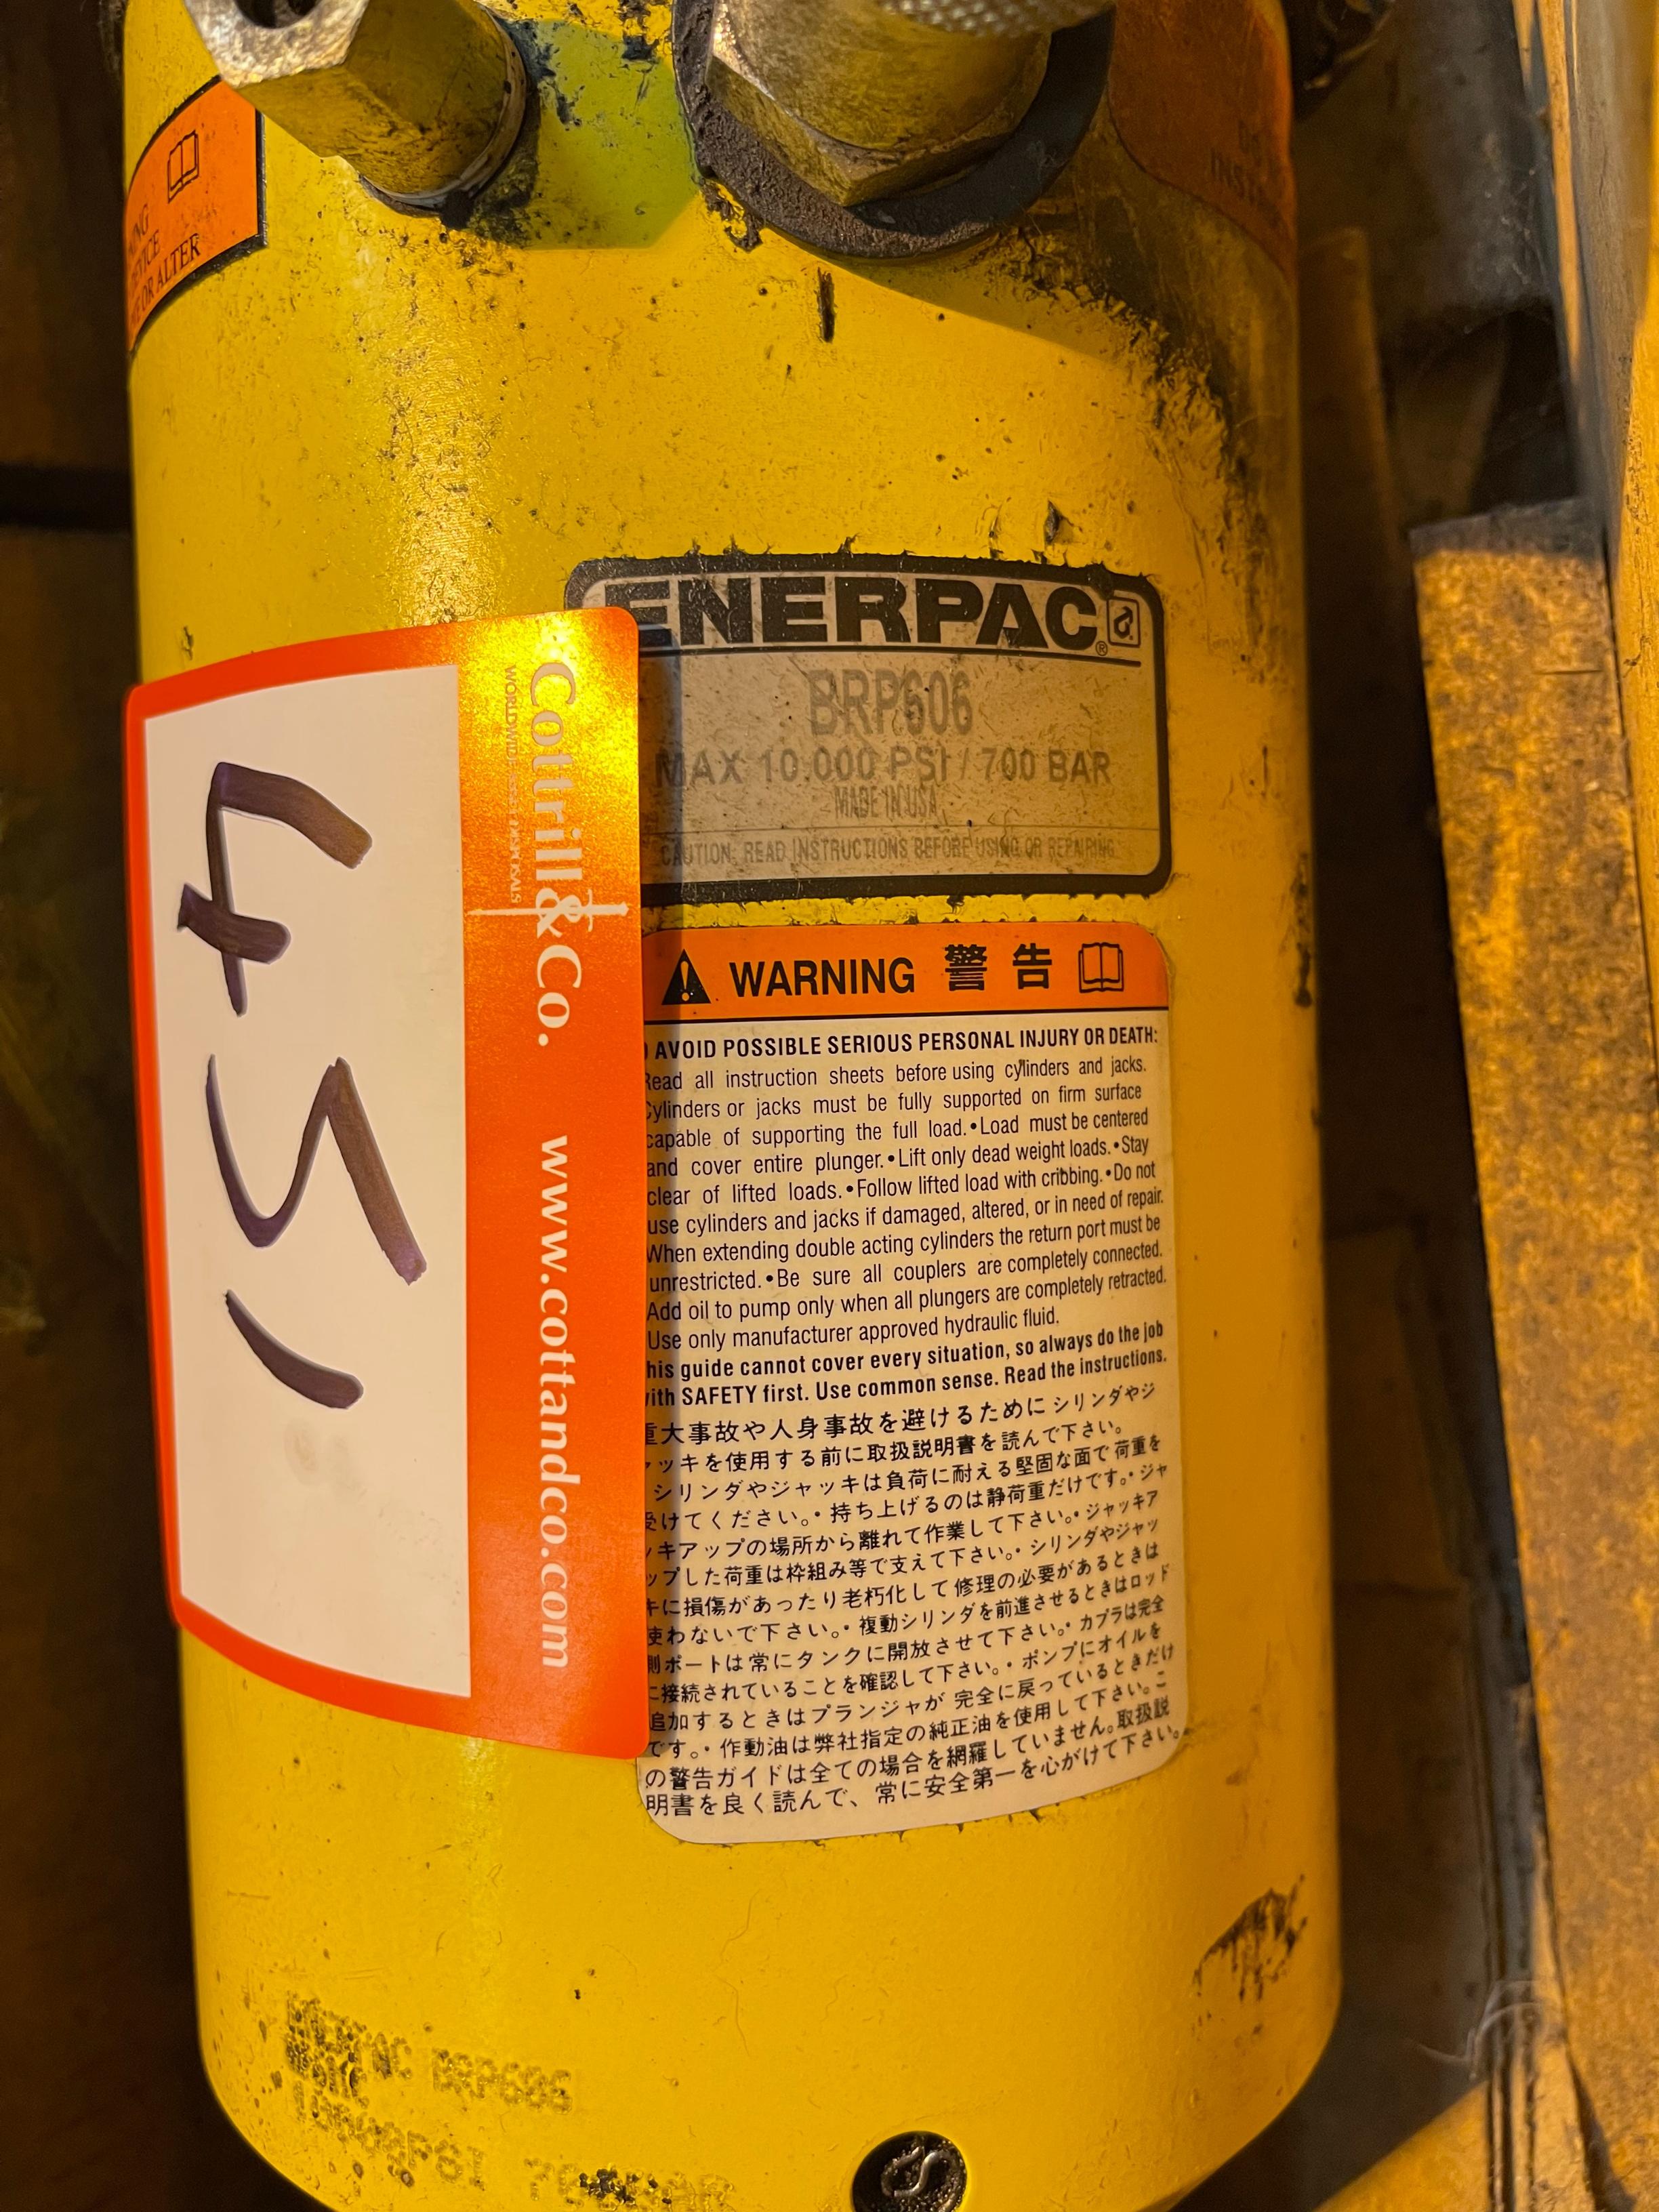 OR ALTER
ENERPAC®
BRP606
MAX 10,000 PSI / 700 BAR
MADE IN USA
CAUTION: READ INSTRUCTIONS BEFORE USING OR REPAIRING
451
Cottrill&Co.
WORLDWIDE
www.cottandco.com
WARNING 警告
AVOID POSSIBLE SERIOUS PERSONAL INJURY OR DEATH:
Read all instruction sheets before using cylinders and jacks.
Cylinders or jacks must be fully supported on firm surface
capable of supporting the full load. • Load must be centered
and cover entire plunger. • Lift only dead weight loads. • Stay
clear of lifted loads. • Follow lifted load with cribbing. • Do not
use cylinders and jacks if damaged, altered, or in need of repair.
When extending double acting cylinders the return port must be
unrestricted. • Be sure all couplers are completely connected.
Add oil to pump only when all plungers are completely retracted.
Use only manufacturer approved hydraulic fluid.
his guide cannot cover every situation, so always do the job
with SAFETY first. Use common sense. Read the instructions.
重大事故や人身事故を避けるために シリンダやジ
ャッキを使用する前に取扱説明書を読んで下さい。
シリンダやジャッキは負荷に耐える堅固な面で荷重を
受けてください。・持ち上げるのは静荷重だけです。・ジャ
ッキアップの場所から離れて作業して下さい。・ジャッキア
ップした荷重は枠組み等で支えて下さい。・シリンダやジャッ
キに損傷があったり老朽化して修理の必要があるときは
使わないで下さい。・複動シリンダを前進させるときはロッド
側ポートは常にタンクに開放させて下さい。・カプラは完全
に接続されていることを確認して下さい。・ポンプにオイルを
追加するときはプランジャが完全に戻っているときだけ
です。・作動油は弊社指定の純正油を使用して下さい。こ
の警告ガイドは全ての場合を網羅していません。取扱説
明書を良く読んで、常に安全第一を心がけて下さい。
ENERPAC BRP606
10000PSI 700BAR